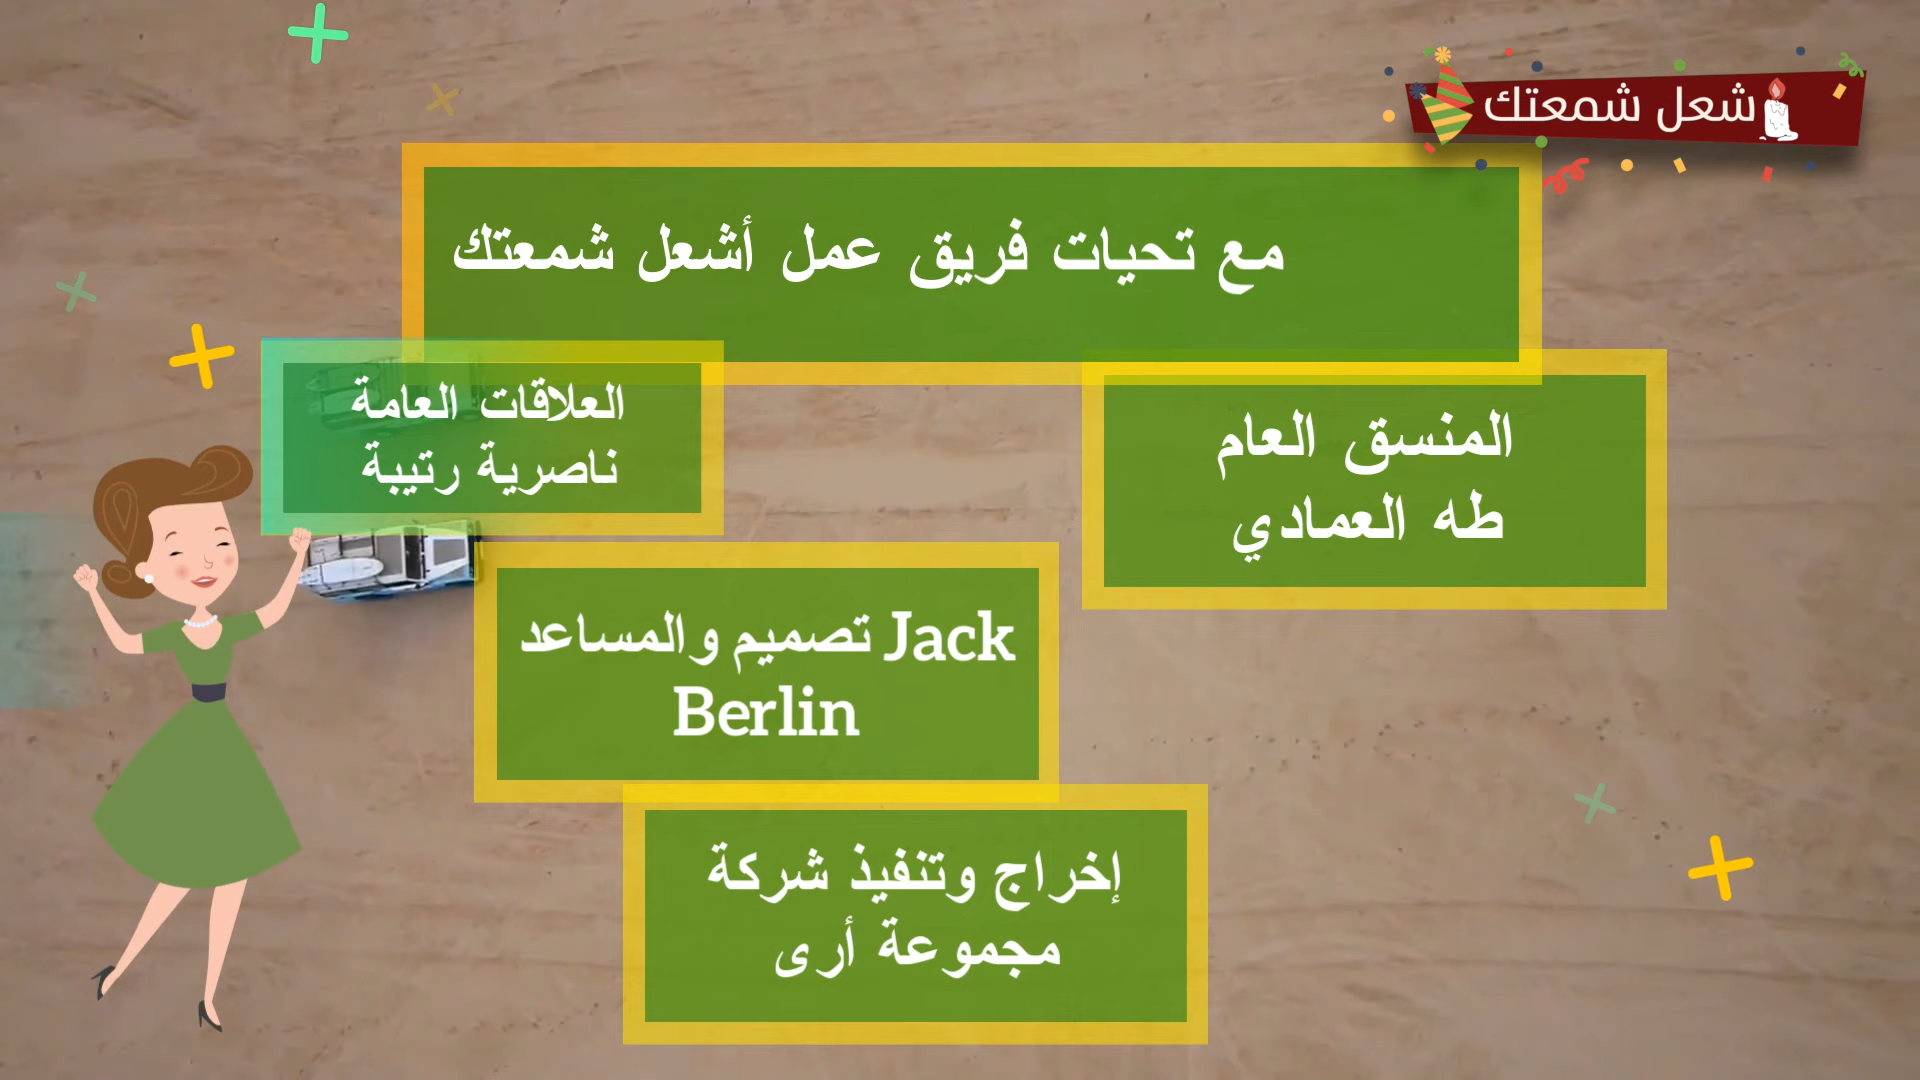 شعل شمعتك
مع تحيات فريق عمل أشعل شمعتك
المنسق العام
طه العمادي
العلاقات العامة
ناصرية رتيبة
Jack تصميم والمساعد
Berlin
إخراج وتنفيذ شركة
مجموعة أرى